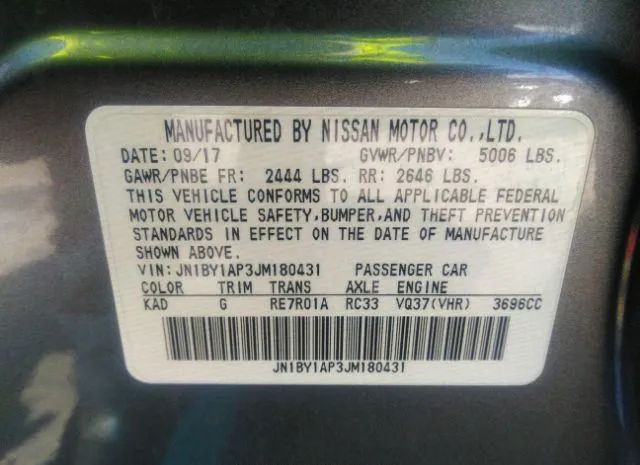 MANUFACTURED BY NISSAN MOTOR CO.,LTD.
DATE: 09/17 GVWR/PNBV: 5006 LBS.
GAWR/PNBE FR: 2444 LBS. RR: 2646 LBS.
THIS VEHICLE CONFORMS TO ALL APPLICABLE FEDERAL
MOTOR VEHICLE SAFETY,BUMPER,AND THEFT PREVENTION
STANDARDS IN EFFECT ON THE DATE OF MANUFACTURE
SHOWN ABOVE.
VIN: JN1BY1AP3JM180431 PASSENGER CAR
COLOR TRIM TRANS AXLE ENGINE
KAD G RE7R01A RC33 VQ37(VHR) 3696CC
JN1BY1AP3JM180431